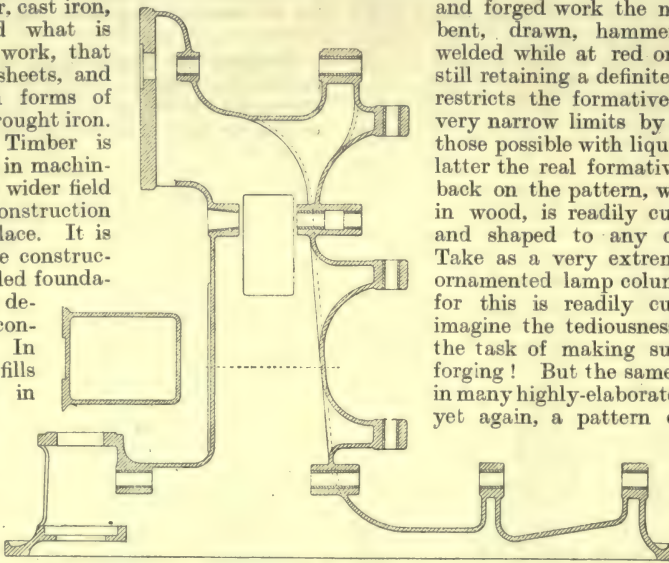 r, cast iron,
d what is
work, that
sheets, and
forms of
rought iron.
Timber is
in machin-
wider field
onstruction
lace. It is
e construc-
led founda-
de-
con-
In
fills
in
and forged work the m
bent, drawn, hamme
welded while at red or
still retaining a definite
restricts the formative
very narrow limits by
those possible with liqu
latter the real formativ
back on the pattern, w
in wood, is readily cu
and shaped to any c
Take as a very extrem
ornamented lamp colum
for this is readily cu
imagine the tediousness
the task of making su
forging ! But the same
in many highly-elaborate
yet again, a pattern c